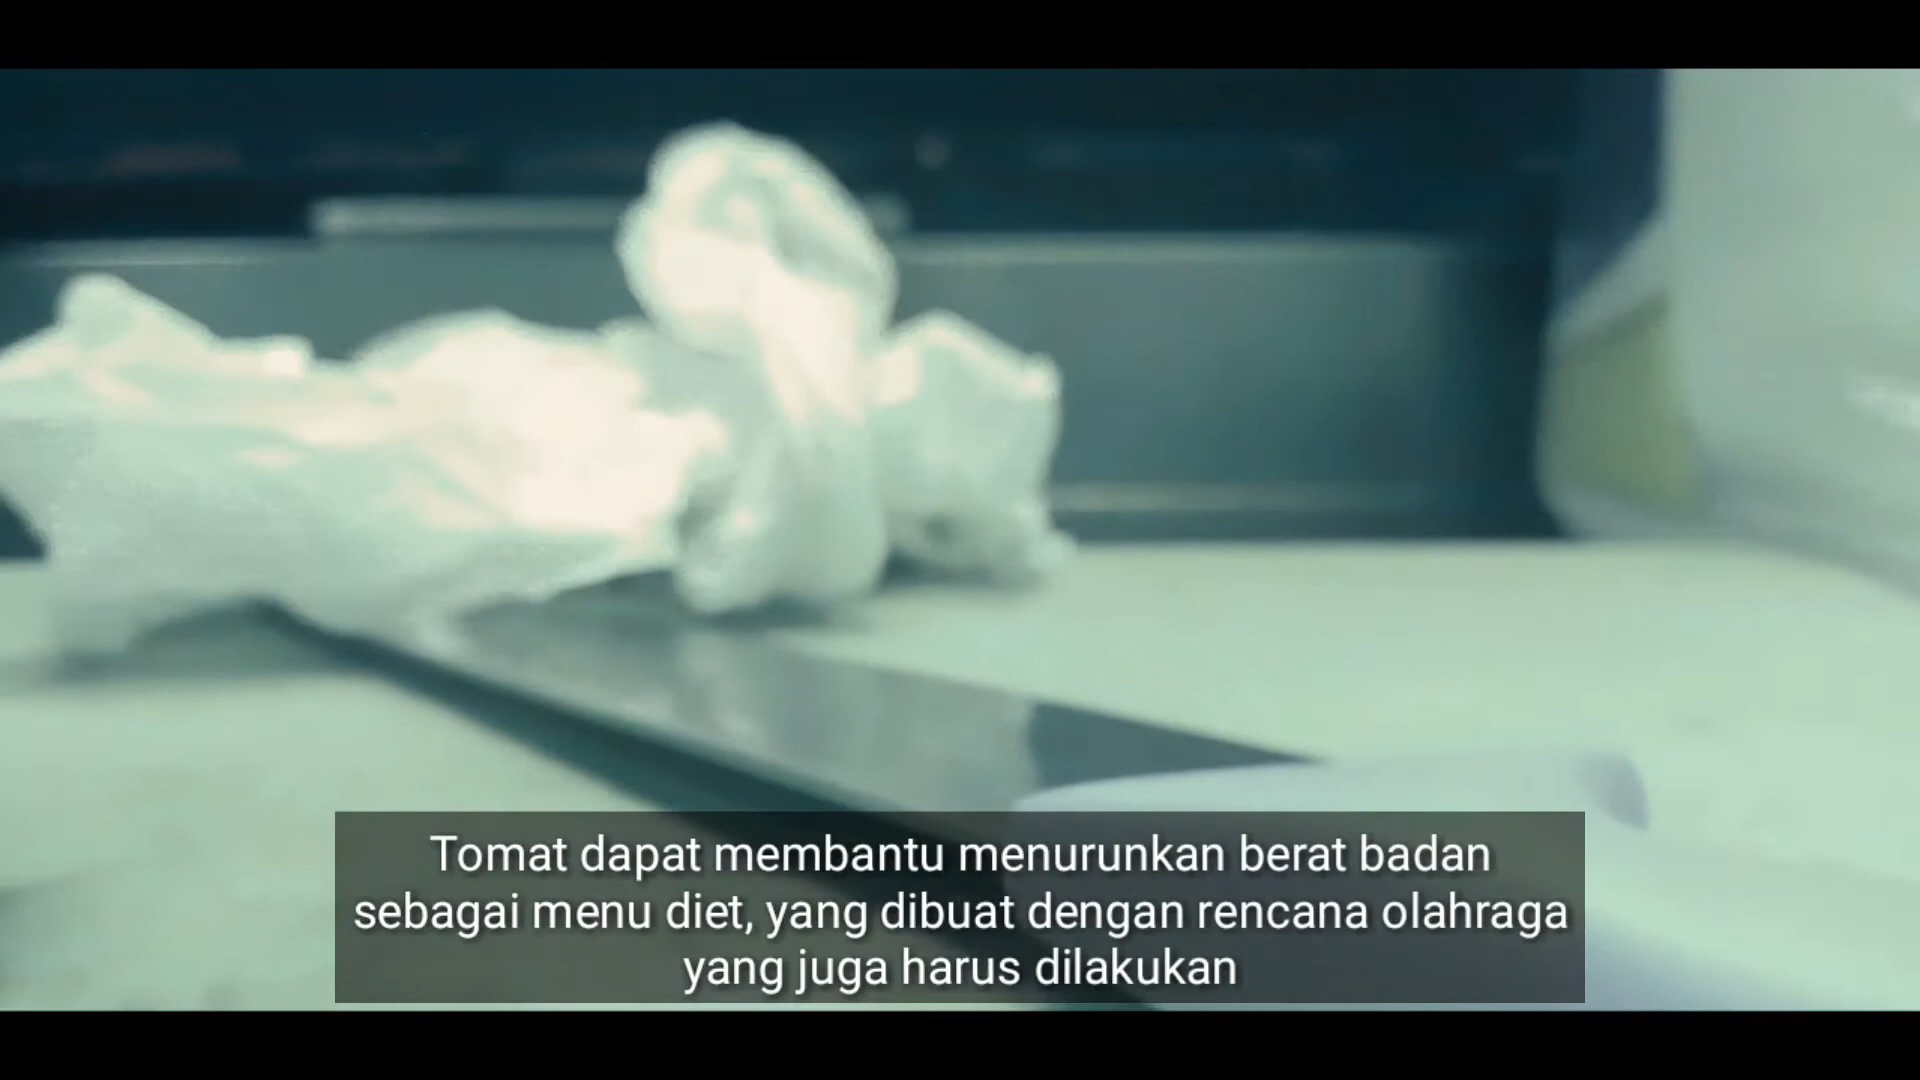 Tomat dapat membantu menurunkan berat badan
sebagai menu diet, yang dibuat dengan rencana olahraga
yang juga harus dilakukan